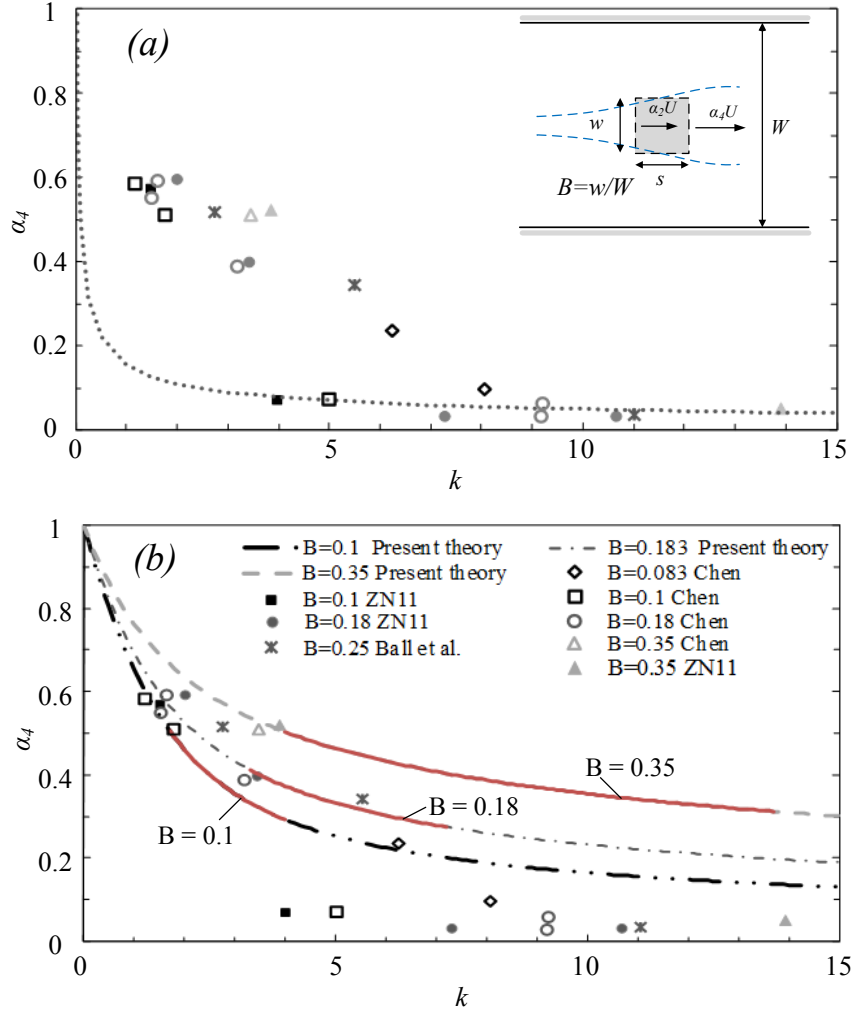 (a)
1
0.8
0.6
0.4
0.2
0
α4
0
5
10
15
k
α2U
α4U
w
W
s
B=w/W
(b)
1
0.8
0.6
0.4
0.2
0
α4
B=0.1 Present theory
B=0.183 Present theory
B=0.35 Present theory
B=0.083 Chen
B=0.1 ZN11
B=0.1 Chen
B=0.18 ZN11
B=0.18 Chen
B=0.25 Ball et al.
B=0.35 Chen
B=0.35 ZN11
B = 0.35
B = 0.18
B = 0.1
0
5
10
15
k